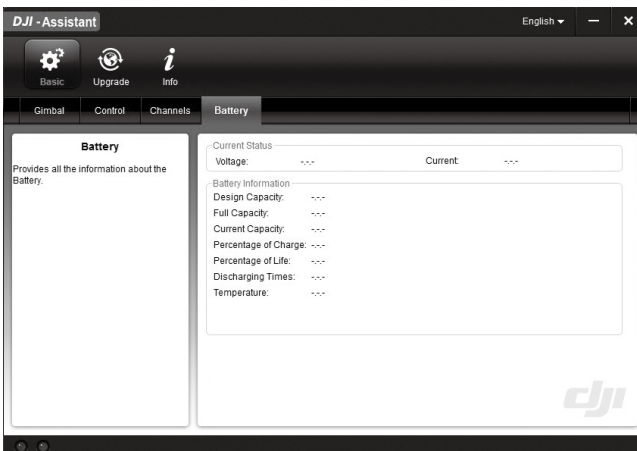 DJI - Assistant
English
Basic
Upgrade
Info
Gimbal
Control
Channels
Battery
Battery
Provides all the information about the
Battery.
Current Status
Voltage: -.-.- Current: -.-.-
Battery Information
Design Capacity: -.-.-
Full Capacity: -.-.-
Current Capacity: -.-.-
Percentage of Charge: -.-.-
Percentage of Life: -.-.-
Discharging Times: -.-.-
Temperature: -.-.-
dji